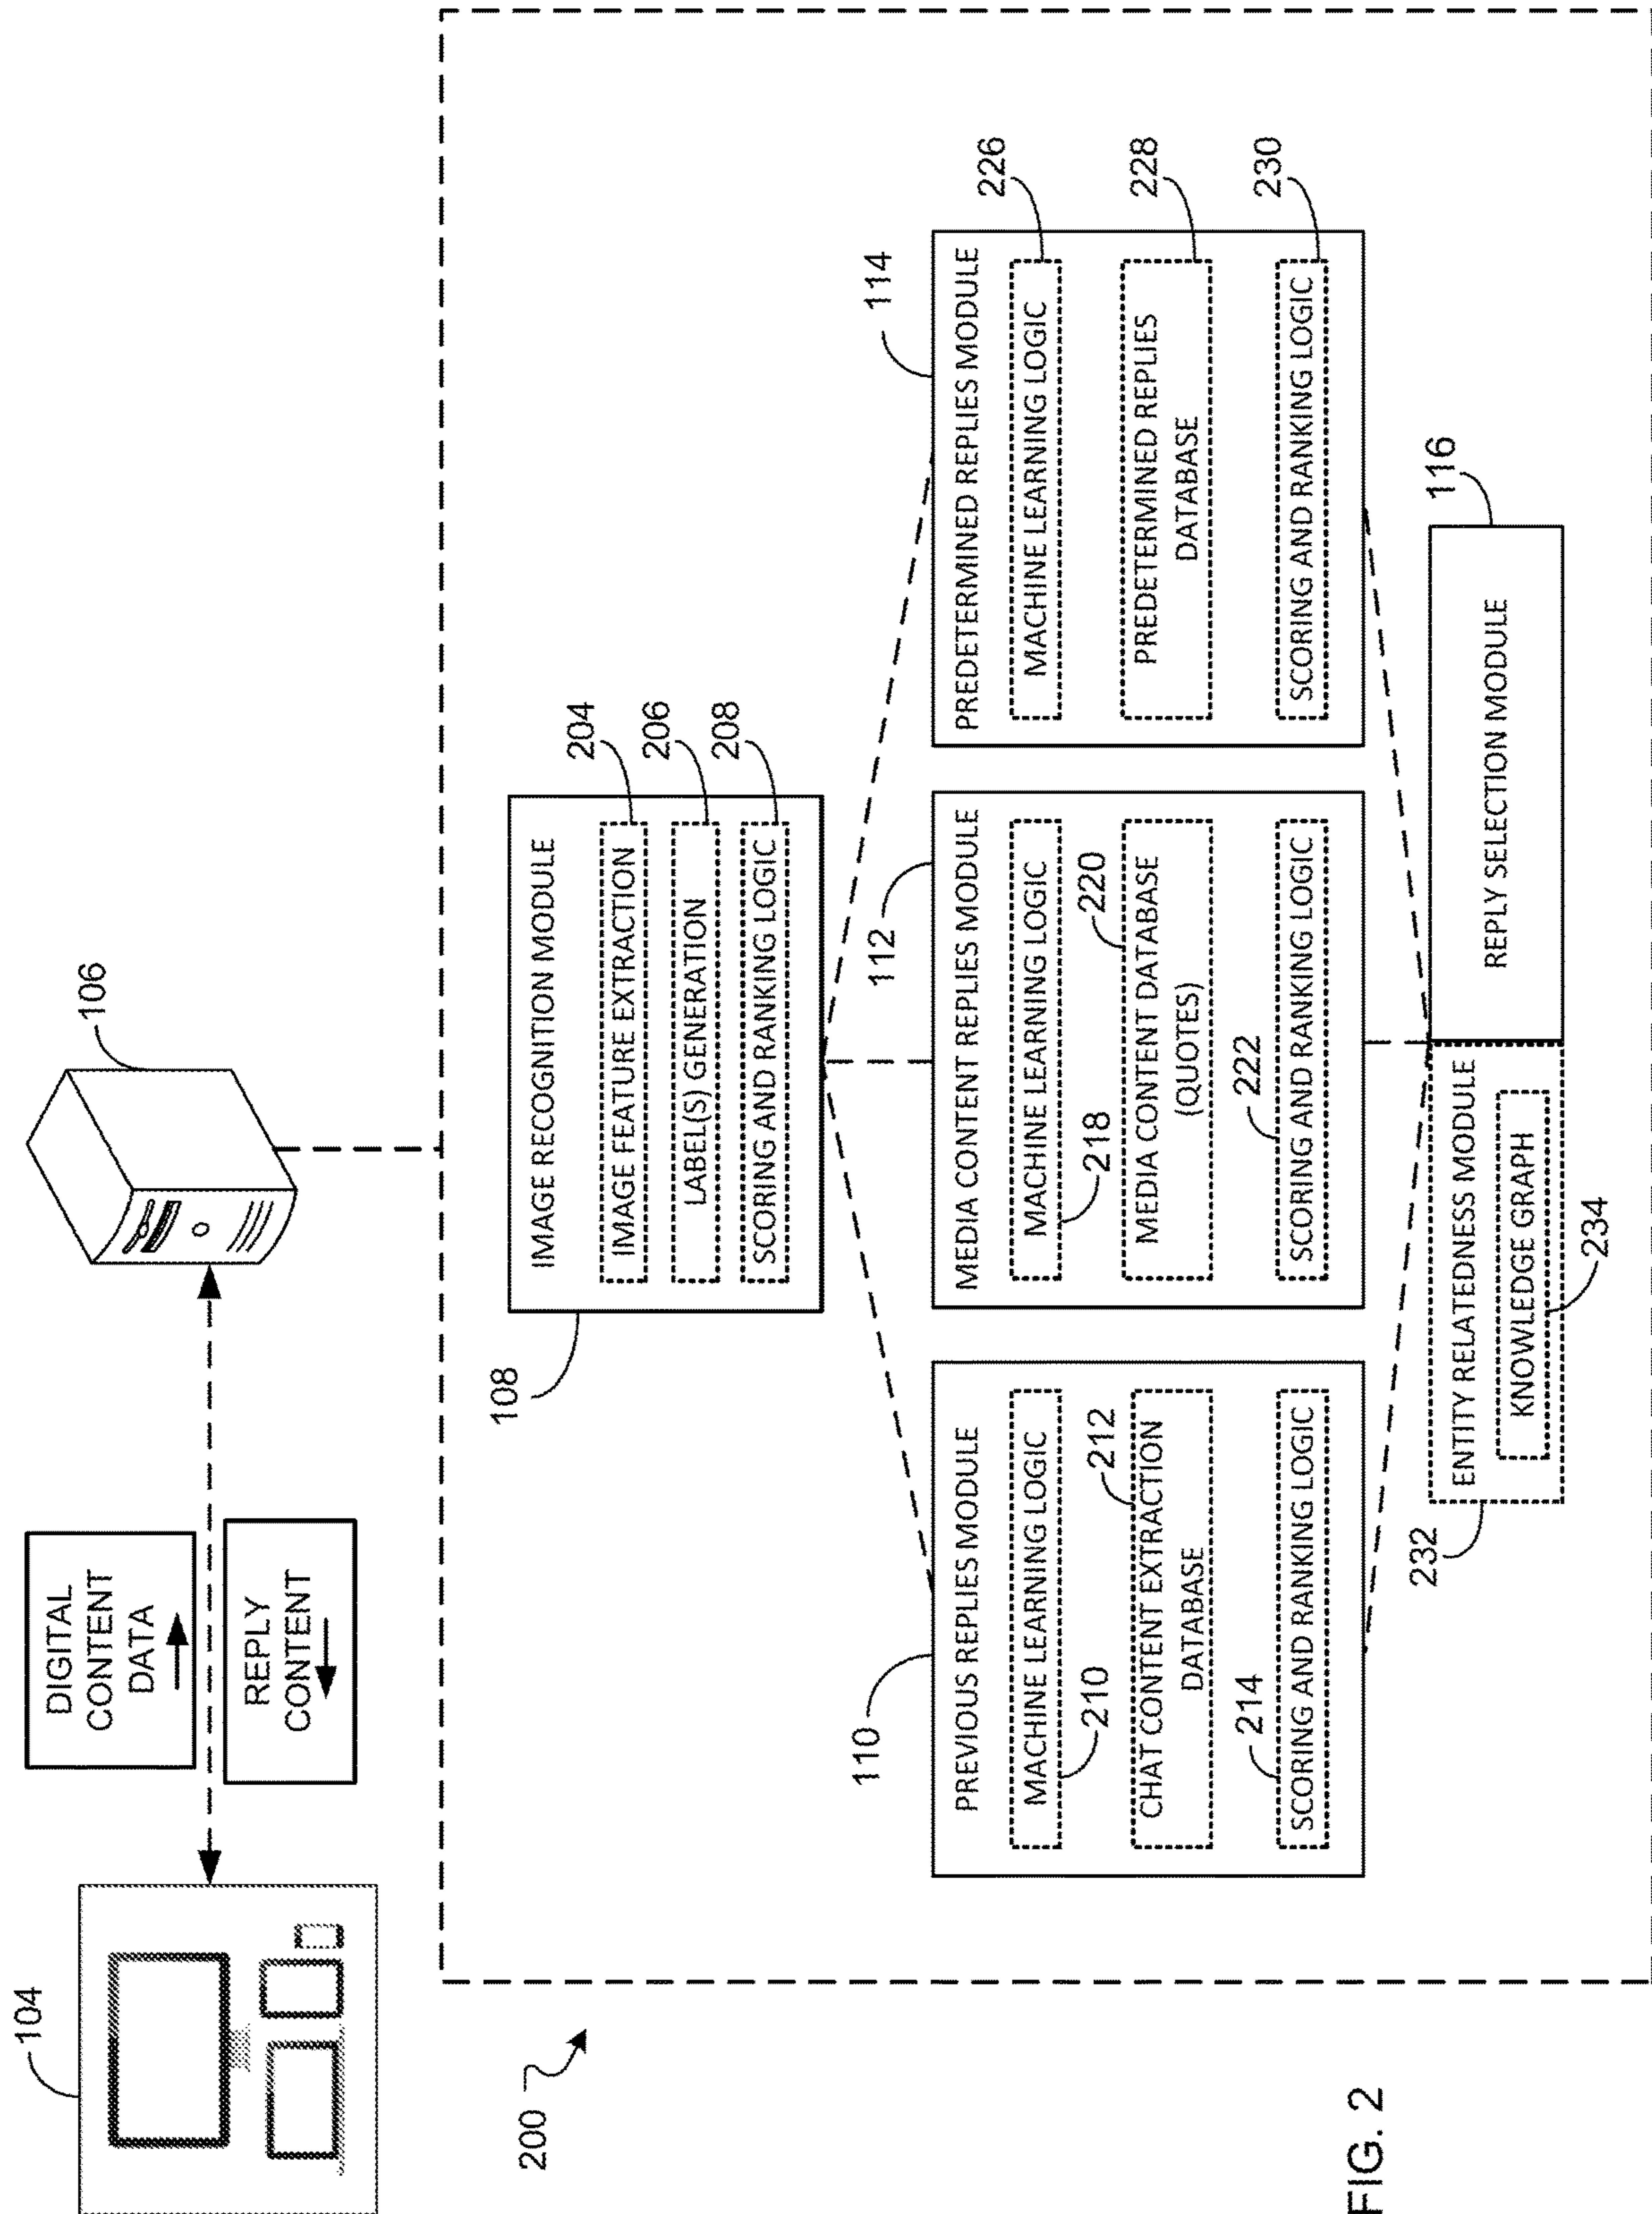 104
DIGITAL
CONTENT
DATA
REPLY
CONTENT
106
200
108
IMAGE RECOGNITION MODULE
IMAGE FEATURE EXTRACTION
204
LABEL(S) GENERATION
206
SCORING AND RANKING LOGIC
208
110
PREVIOUS REPLIES MODULE
MACHINE LEARNING LOGIC
210
212
CHAT CONTENT EXTRACTION
DATABASE
214
SCORING AND RANKING LOGIC
112
MEDIA CONTENT REPLIES MODULE
MACHINE LEARNING LOGIC
218
220
MEDIA CONTENT DATABASE
(QUOTES)
222
SCORING AND RANKING LOGIC
114
PREDETERMINED REPLIES MODULE
MACHINE LEARNING LOGIC
226
PREDETERMINED REPLIES
DATABASE
228
SCORING AND RANKING LOGIC
230
232
ENTITY RELATEDNESS MODULE
KNOWLEDGE GRAPH
234
REPLY SELECTION MODULE
116
FIG. 2